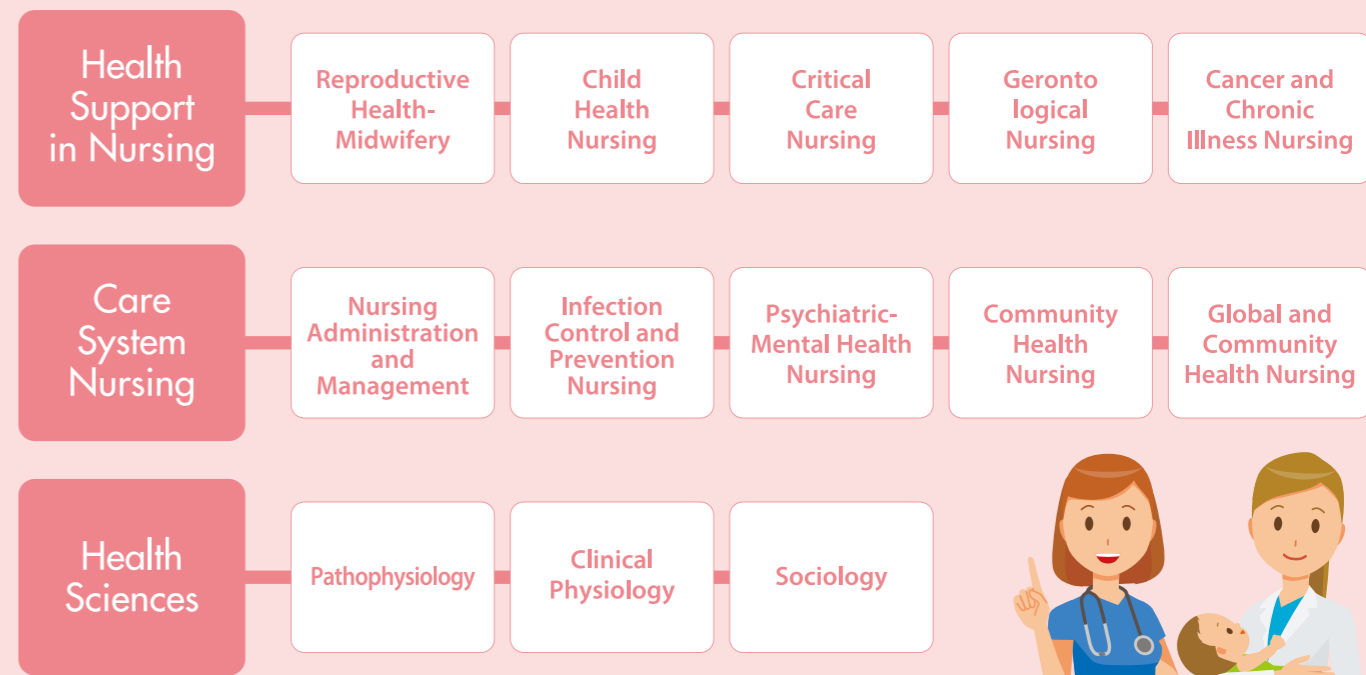 Health
Support
in Nursing
Reproductive
Health-
Midwifery
Child
Health
Nursing
Critical
Care
Nursing
Geronto
logical
Nursing
Cancer and
Chronic
Illness Nursing
Care
System
Nursing
Nursing
Administration
and
Management
Infection
Control and
Prevention
Nursing
Psychiatric-
Mental Health
Nursing
Community
Health
Nursing
Global and
Community
Health Nursing
Health
Sciences
Pathophysiology
Clinical
Physiology
Sociology